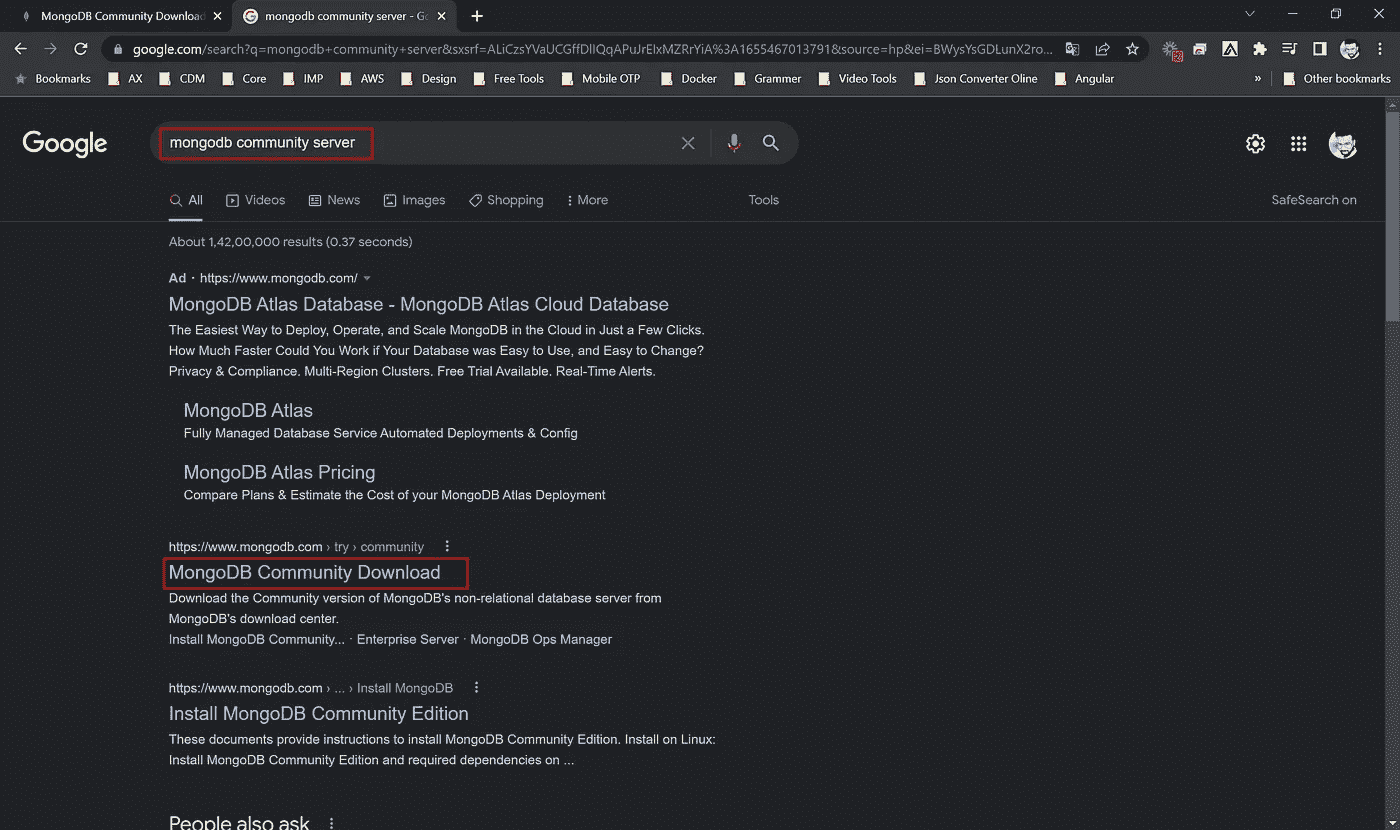 MongoDB Community Download
mongodb community server - Go
google.com/search?q=mongodb+community+server&sxsrf=
Bookmarks AX CDM Core IMP AWS Design Free Tools Mobile OTP Docker Grammer Video Tools Json Converter Oline Angular » Other bookmarks
Google
mongodb community server
All Videos News Images Shopping More Tools SafeSearch on
About 1,42,00,000 results (0.37 seconds)
Ad · https://www.mongodb.com/
MongoDB Atlas Database - MongoDB Atlas Cloud Database
The Easiest Way to Deploy, Operate, and Scale MongoDB in the Cloud in Just a Few Clicks.
How Much Faster Could You Work if Your Database was Easy to Use, and Easy to Change?
Privacy & Compliance. Multi-Region Clusters. Free Trial Available. Real-Time Alerts.
MongoDB Atlas
Fully Managed Database Service Automated Deployments & Config
MongoDB Atlas Pricing
Compare Plans & Estimate the Cost of your MongoDB Atlas Deployment
https://www.mongodb.com › try › community
MongoDB Community Download
Download the Community version of MongoDB's non-relational database server from
MongoDB's download center.
Install MongoDB Community... · Enterprise Server · MongoDB Ops Manager
https://www.mongodb.com › ... › Install MongoDB
Install MongoDB Community Edition
These documents provide instructions to install MongoDB Community Edition. Install on Linux:
Install MongoDB Community Edition and required dependencies on ...
People also ask